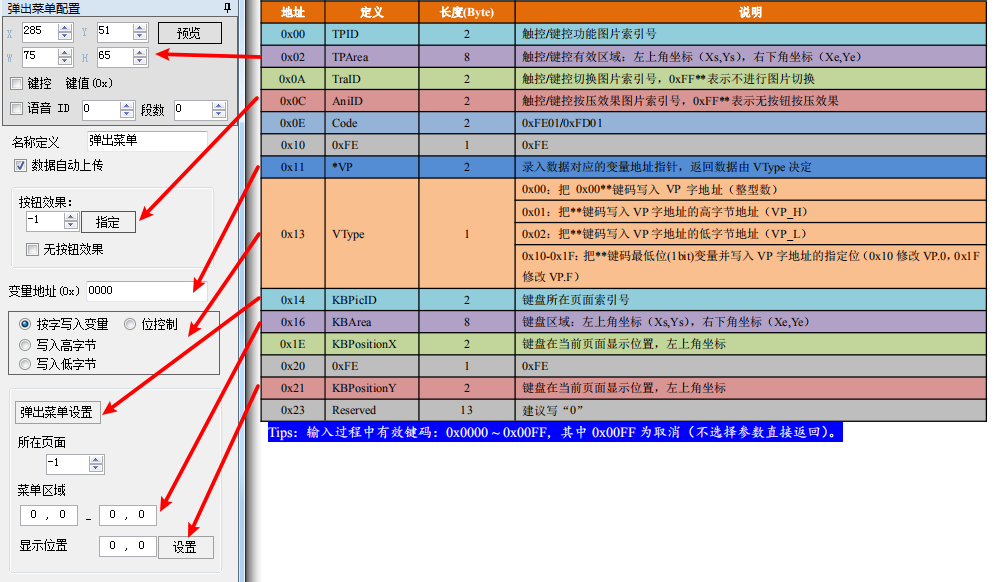 弹出菜单配置
X 285 Y 51 预览
W 75 H 65
键控 键值(0x)
语音 ID 0 段数 0
名称定义 弹出菜单
数据自动上传
按钮效果:
-1 指定
无按钮效果
变量地址(0x) 0000
按字写入变量 位控制
写入高字节
写入低字节
弹出菜单设置
所在页面
-1
菜单区域
0 , 0 - 0 , 0
显示位置 0 , 0 设置
地址 定义 长度(Byte) 说明
0x00 TPID 2 触控/键控功能图片索引号
0x02 TPArea 8 触控/键控有效区域：左上角坐标（Xs,Ys），右下角坐标（Xe,Ye）
0x0A TraID 2 触控/键控切换图片索引号，0xFF**表示不进行图片切换
0x0C AniID 2 触控/键控按压效果图片索引号，0xFF**表示无按钮按压效果
0x0E Code 2 0xFE01/0xFD01
0x10 0xFE 1 0xFE
0x11 *VP 2 录入数据对应的变量地址指针，返回数据由 VType 决定
0x13 VType 1 0x00：把 0x00**键码写入 VP 字地址（整型数）
0x01：把**键码写入 VP 字地址的高字节地址（VP_H）
0x02：把**键码写入 VP 字地址的低字节地址（VP_L）
0x10-0x1F：把**键码最低位(1bit)变量并写入 VP 字地址的指定位（0x10 修改 VP.0，0x1F
修改 VP.F）
0x14 KBPicID 2 键盘所在页面索引号
0x16 KBArea 8 键盘区域：左上角坐标（Xs,Ys），右下角坐标（Xe,Ye）
0x1E KBPositionX 2 键盘在当前页面显示位置，左上角坐标
0x20 0xFE 1 0xFE
0x21 KBPositionY 2 键盘在当前页面显示位置，左上角坐标
0x23 Reserved 13 建议写“0”
Tips：输入过程中有效键码：0x0000～0x00FF，其中 0x00FF 为取消（不选择参数直接返回）。